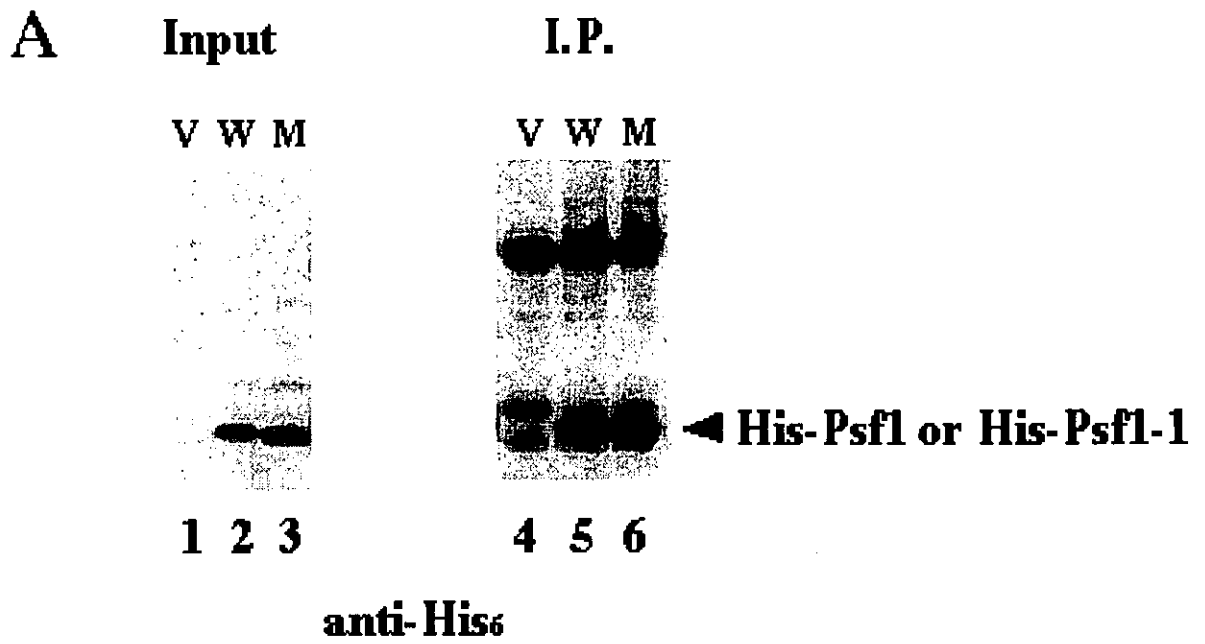 A Input I.P.
V W M V W M
His-Psf1 or His-Psf1-1
1 2 3 4 5 6
anti-His6